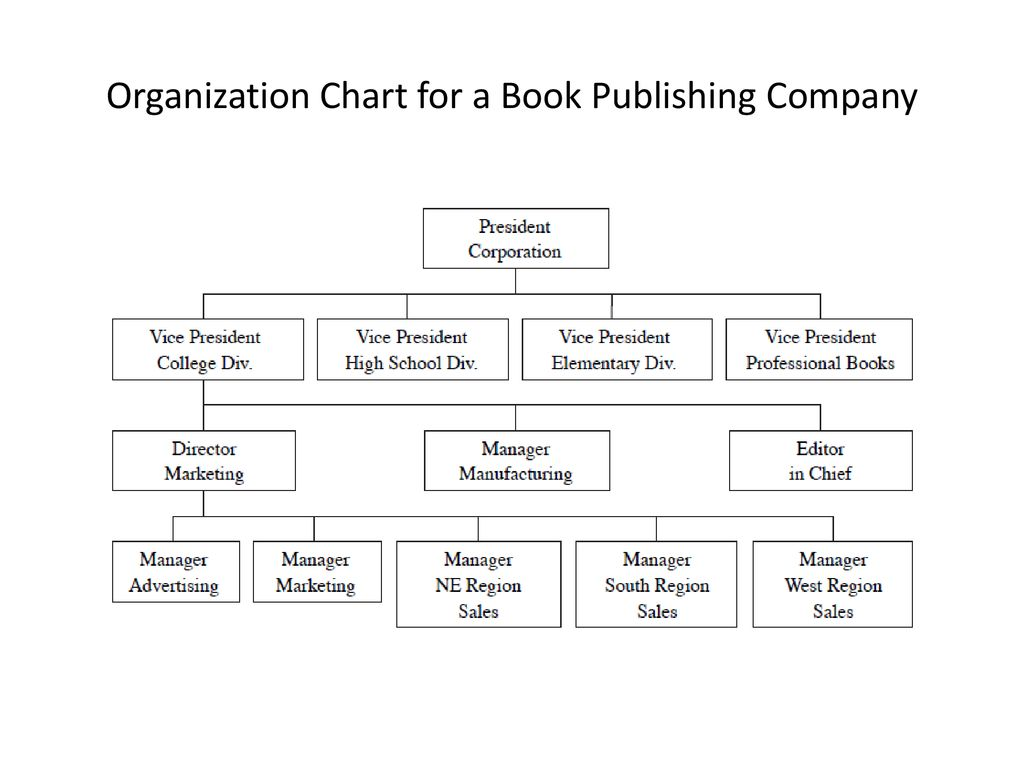 Organization Chart for a Book Publishing Company
President
Corporation
Vice President
College Div.
Vice President
High School Div.
Vice President
Elementary Div.
Vice President
Professional Books
Director
Marketing
Manager
Manufacturing
Editor
in Chief
Manager
Advertising
Manager
Marketing
Manager
NE Region
Sales
Manager
South Region
Sales
Manager
West Region
Sales